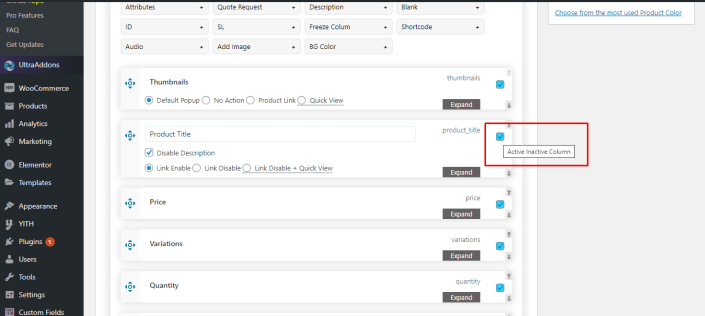 Pro Features
FAQ
Get Updates
UltraAddons
WooCommerce
Products
Analytics
Marketing
Elementor
Templates
Appearance
YITH
Plugins 5
Users
Tools
Settings
Custom Fields
Attributes + Quote Request + Description + Blank +
ID + SL + Freeze Colum + Shortcode +
Audio + Add Image + BG Color +
Thumbnails thumbnails
Default Popup No Action Product Link Quick View
Expand
Product Title product_title
Disable Description
Link Enable Link Disable Link Disable + Quick View
Expand
Active Inactive Column
Price price
Expand
Variations variations
Expand
Quantity quantity
Expand
Choose from the most used Product Color